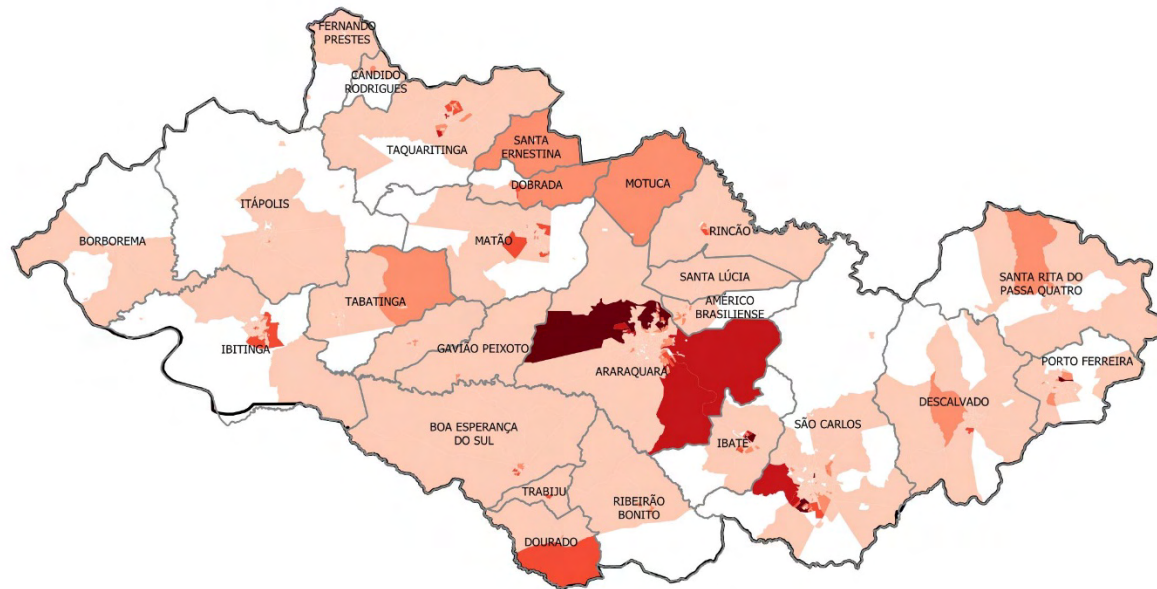 FERNANDO
PRESTES
CÂNDIDO
RODRIGUES
TAQUARITINGA
SANTA
ERNESTINA
DOBRADA
MOTUCA
ITÁPOLIS
BORBOREMA
MATÃO
RINCÃO
SANTA LÚCIA
SANTA RITA DO
PASSA QUATRO
TABATINGA
AMÉRICO
BRASILIENSE
IBITINGA
GAVIÃO PEIXOTO
ARARAQUARA
PORTO FERREIRA
DESCALVADO
BOA ESPERANÇA
DO SUL
IBATÉ
SÃO CARLOS
TRABIJU
RIBEIRÃO
BONITO
DOURADO